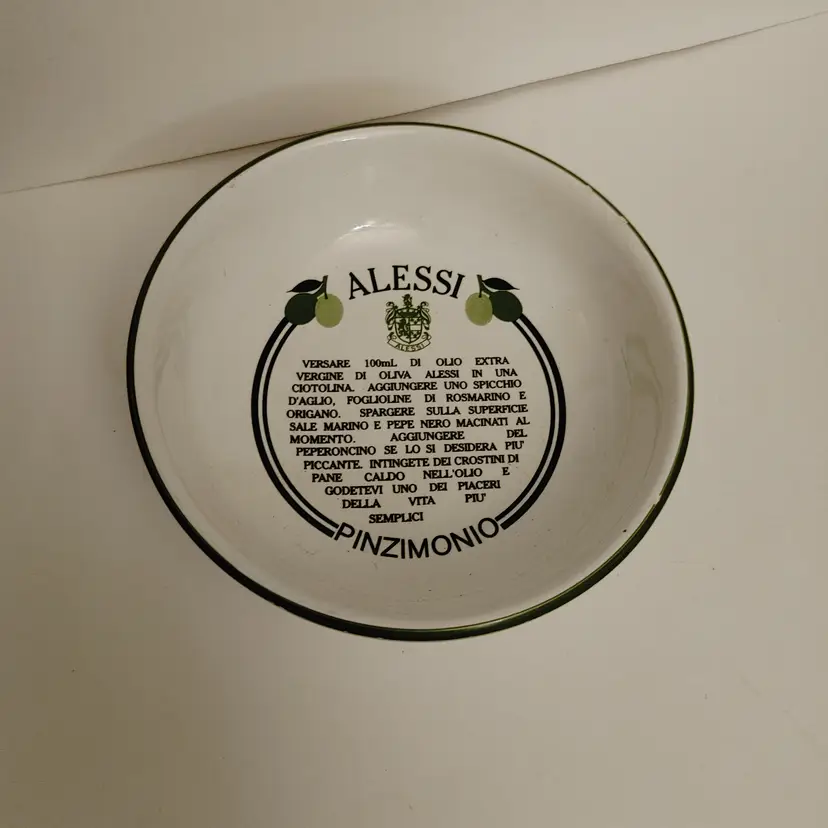 ALESSI
ALESSI
VERSARE 100mL DI OLIO EXTRA
VERGINE DI OLIVA ALESSI IN UNA
CIOTOLINA. AGGIUNGERE UNO SPICCHIO
D'AGLIO, FOGLIOLINE DI ROSMARINO E
ORIGANO. SPARGERE SULLA SUPERFICIE
SALE MARINO E PEPE NERO MACINATI AL
MOMENTO. AGGIUNGERE DEL
PEPERONCINO SE LO SI DESIDERA PIU'
PICCANTE. INTINGETE DEI CROSTINI DI
PANE CALDO NELL'OLIO E
GODETEVI UNO DEI PIACERI
DELLA VITA PIU'
SEMPLICI
PINZIMONIO